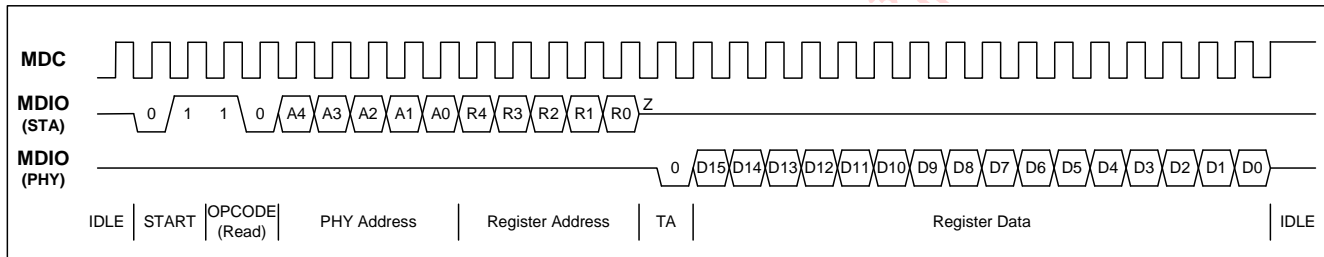 MDC
MDIO
(STA)
0 1 1 0 A4 A3 A2 A1 A0 R4 R3 R2 R1 R0 Z
MDIO
(PHY)
0 D15 D14 D13 D12 D11 D10 D9 D8 D7 D6 D5 D4 D3 D2 D1 D0
IDLE START OPCODE PHY Address Register Address TA Register Data IDLE
(Read)